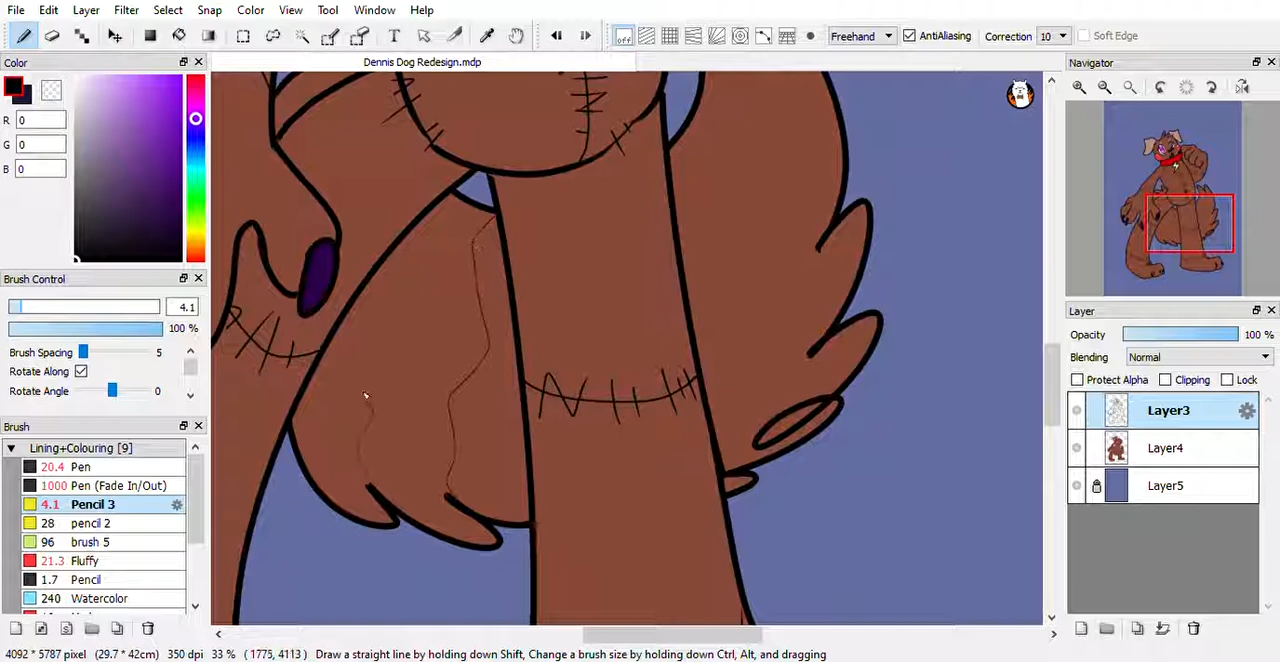 File Edit Layer Filter Select Snap Color View Tool Window Help
off Freehand AntiAliasing Correction 10 Soft Edge
Color
Dennis Dog Redesign.mdp
Navigator
R 0
G 0
B 0
Brush Control
4.1
100 %
Brush Spacing 5
Rotate Along
Rotate Angle 0
Layer
Opacity 100 %
Blending Normal
Protect Alpha Clipping Lock
Layer3
Layer4
Layer5
Brush
Lining+Colouring [9]
20.4 Pen
1000 Pen (Fade In/Out)
4.1 Pencil 3
28 pencil 2
96 brush 5
21.3 Fluffy
1.7 Pencil
240 Watercolor
4092 * 5787 pixel (29.7 * 42cm) 350 dpi 33 % ( 1775, 4113 ) Draw a straight line by holding down Shift, Change a brush size by holding down Ctrl, Alt, and dragging